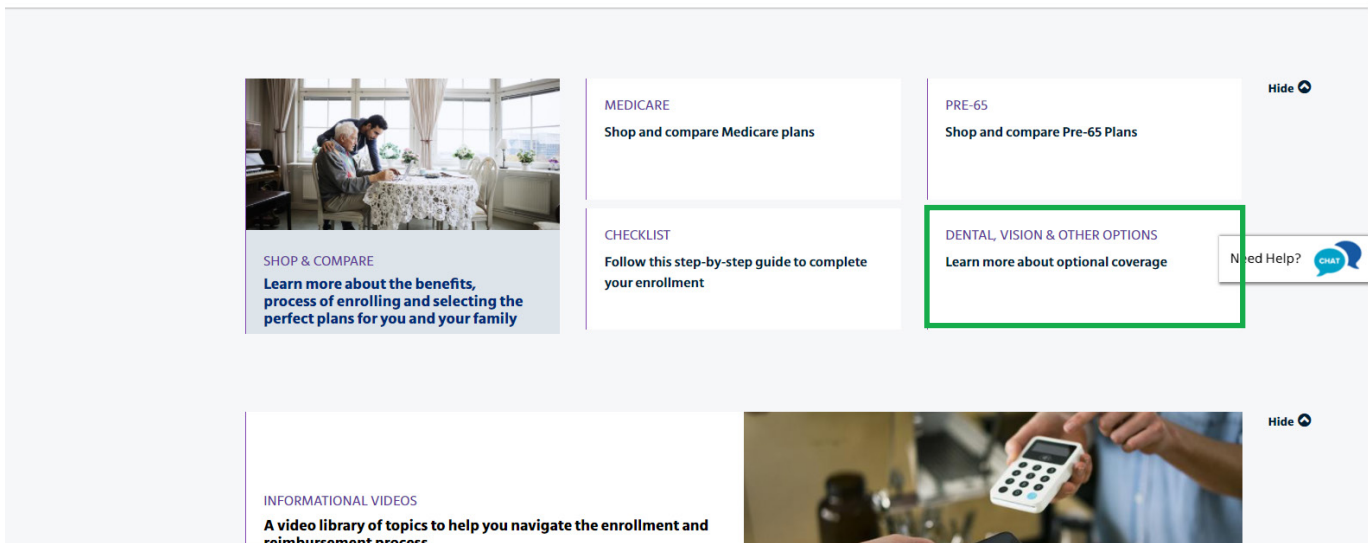 Hide
MEDICARE
Shop and compare Medicare plans
PRE-65
Shop and compare Pre-65 Plans
SHOP & COMPARE
Learn more about the benefits,
process of enrolling and selecting the
perfect plans for you and your family
CHECKLIST
Follow this step-by-step guide to complete
your enrollment
DENTAL, VISION & OTHER OPTIONS
Learn more about optional coverage
Need Help?
CHAT
Hide
INFORMATIONAL VIDEOS
A video library of topics to help you navigate the enrollment and
reimbursement process